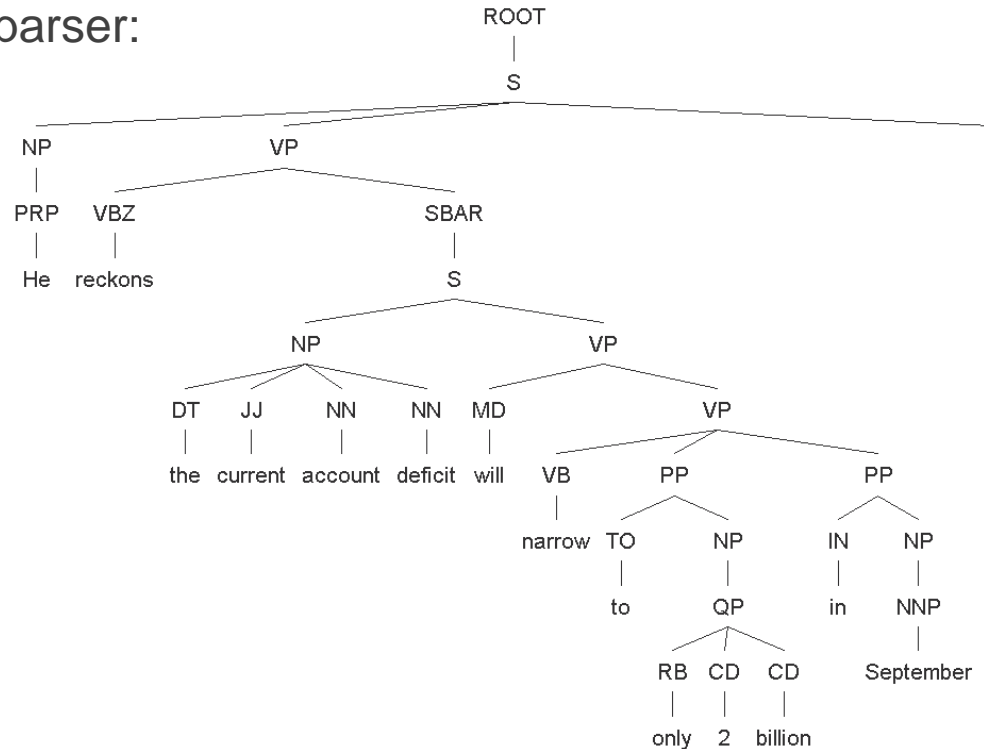 parser:
ROOT
S
NP VP
PRP VBZ SBAR
He reckons S
NP VP
DT JJ NN NN MD VP
the current account deficit will VB PP PP
narrow TO NP IN NP
to QP in NNP
RB CD CD September
only 2 billion